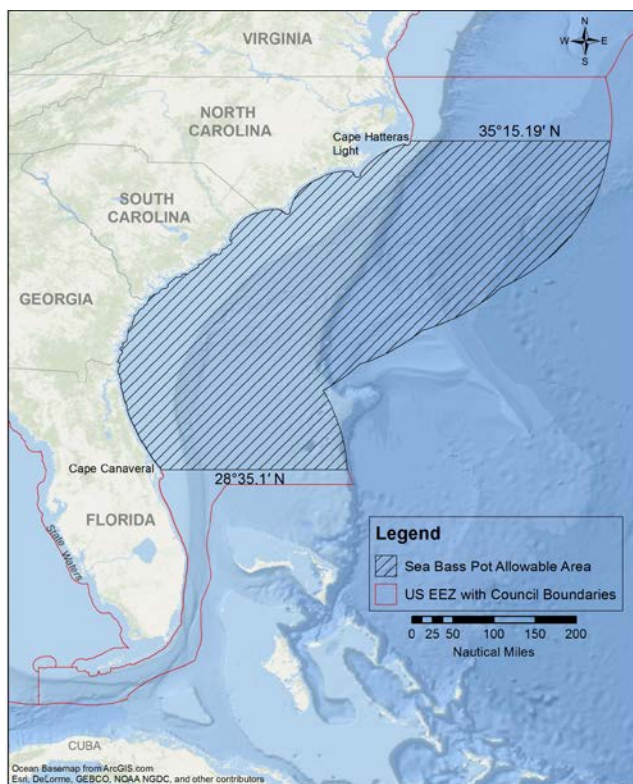 VIRGINIA
N
W E
S
NORTH
CAROLINA
Cape Hatteras
Light
35°15.19' N
SOUTH
CAROLINA
GEORGIA
Cape Canaveral
28°35.1' N
FLORIDA
State Waters
Legend
Sea Bass Pot Allowable Area
US EEZ with Council Boundaries
0 25 50 100 150 200
Nautical Miles
CUBA
Ocean Basemap from ArcGIS.com
Esri, DeLorme, GEBCO, NOAA NGDC, and other contributors